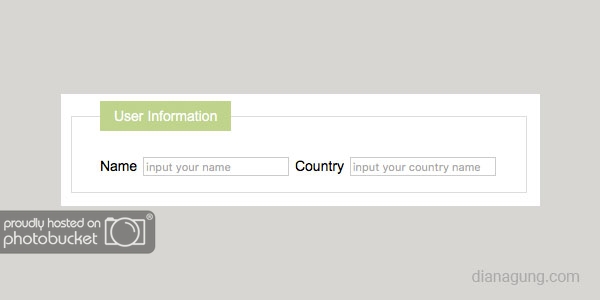 User Information
Name input your name Country input your country name
proudly hosted on
photobucket®
dianagung.com